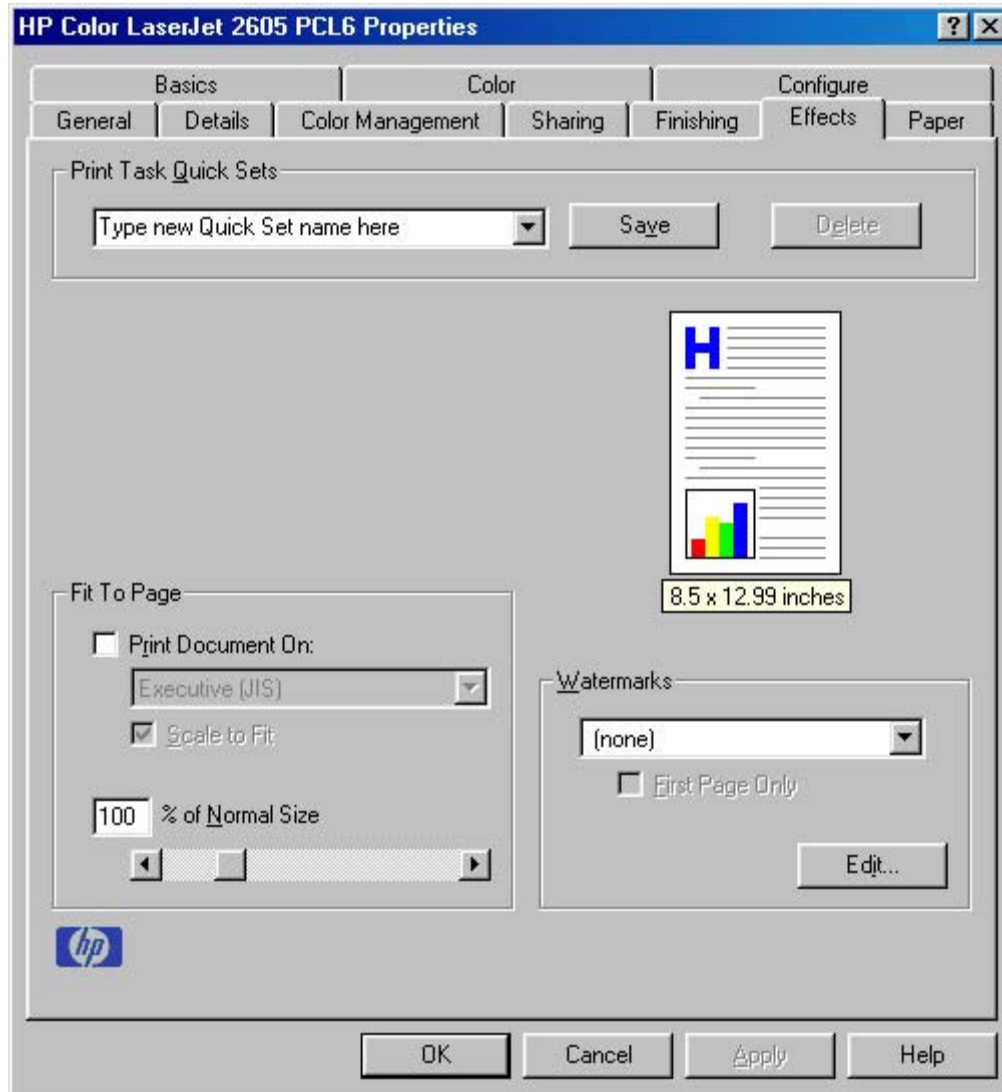 HP Color LaserJet 2605 PCL6 Properties ? X
Basics Color Configure
General Details Color Management Sharing Finishing Effects Paper
Print Task Quick Sets
Type new Quick Set name here Save Delete
H
8.5 x 12.99 inches
Fit To Page
Print Document On:
Executive (JIS)
Scale to Fit
100 % of Normal Size
Watermarks
(none)
First Page Only
Edit...
hp
OK Cancel Apply Help